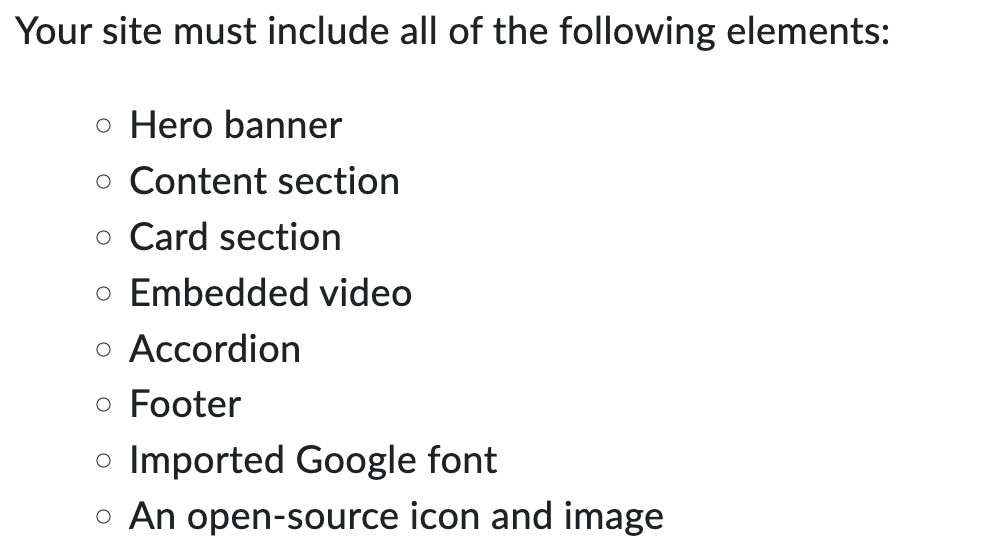 Your site must include all of the following elements:
Hero banner
Content section
Card section
Embedded video
Accordion
Footer
Imported Google font
An open-source icon and image